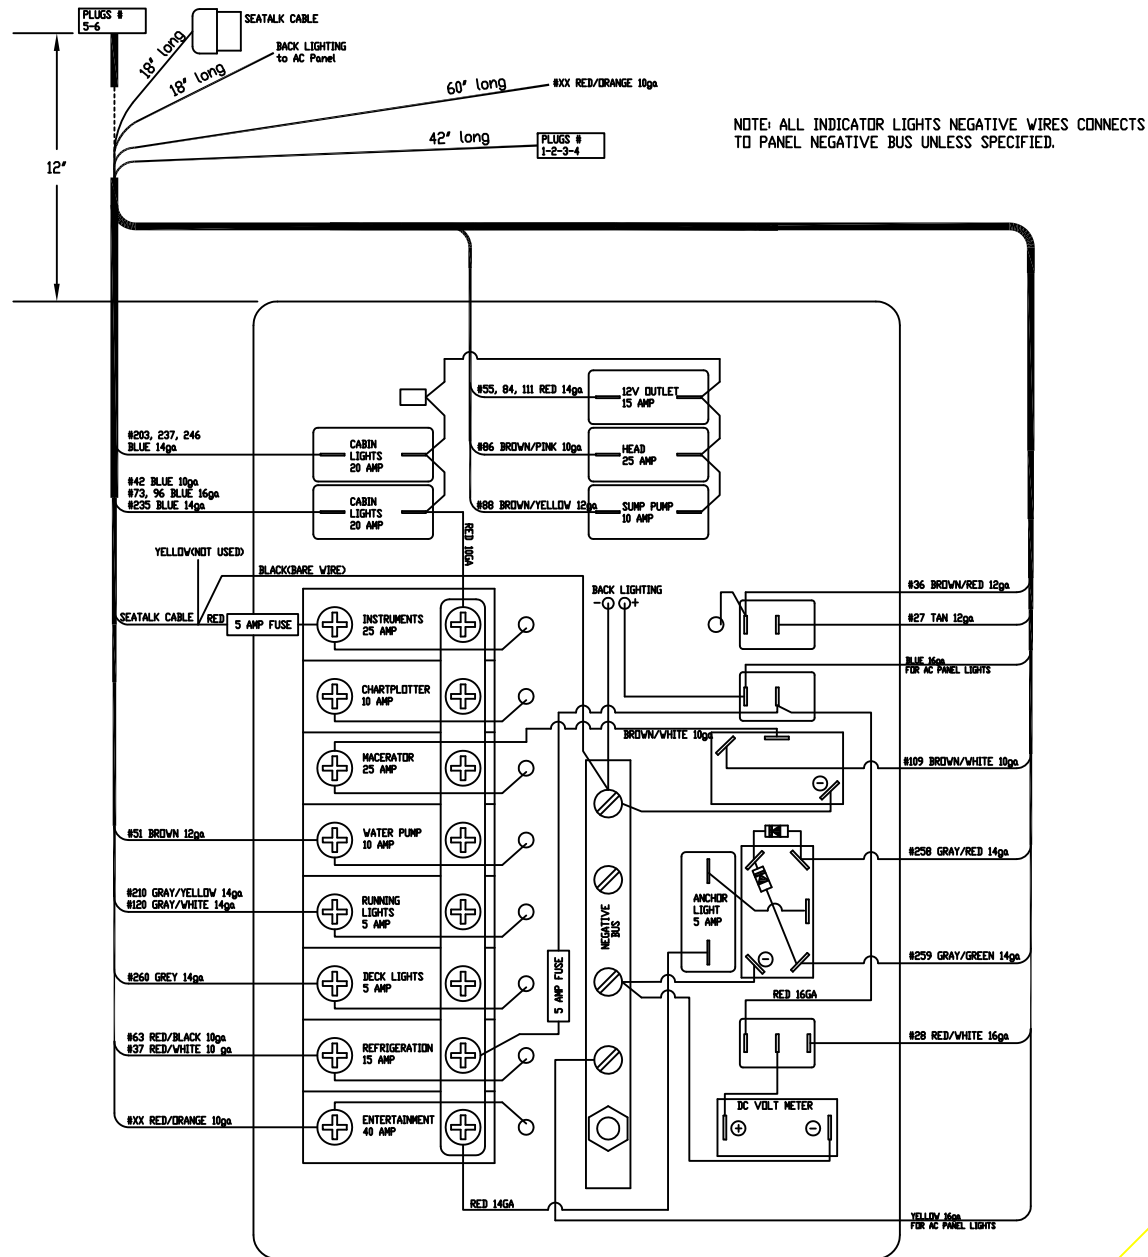 PLUGS #
5-6
SEATALK CABLE
BACK LIGHTING
to AC Panel
18" long
18" long
60" long
#XX RED/ORANGE 10ga
42" long
PLUGS #
1-2-3-4
NOTE: ALL INDICATOR LIGHTS NEGATIVE WIRES CONNECTS
TO PANEL NEGATIVE BUS UNLESS SPECIFIED.
12"
#55, 84, 111 RED 14ga
12V OUTLET
15 AMP
#203, 237, 246
BLUE 14ga
CABIN
LIGHTS
20 AMP
#86 BROWN/PINK 10ga
HEAD
25 AMP
#42 BLUE 10ga
#73, 96 BLUE 16ga
#235 BLUE 14ga
CABIN
LIGHTS
20 AMP
#88 BROWN/YELLOW 12ga
SUMP PUMP
10 AMP
RED 10GA
YELLOW(NOT USED)
BLACK(BARE WIRE)
BACK LIGHTING
- +
#36 BROWN/RED 12ga
SEATALK CABLE
RED
5 AMP FUSE
INSTRUMENTS
25 AMP
#27 TAN 12ga
BLUE 16ga
FOR AC PANEL LIGHTS
CHARTPLOTTER
10 AMP
BROWN/WHITE 10ga
MACERATOR
25 AMP
#109 BROWN/WHITE 10ga
-
#51 BROWN 12ga
WATER PUMP
10 AMP
#258 GRAY/RED 14ga
#210 GRAY/YELLOW 14ga
#120 GRAY/WHITE 14ga
RUNNING
LIGHTS
5 AMP
NEGATIVE
BUS
ANCHOR
LIGHT
5 AMP
#260 GREY 14ga
DECK LIGHTS
5 AMP
5 AMP FUSE
-
#259 GRAY/GREEN 14ga
RED 16GA
#63 RED/BLACK 10ga
#37 RED/WHITE 10 ga
REFRIGERATION
15 AMP
#28 RED/WHITE 16ga
#XX RED/ORANGE 10ga
ENTERTAINMENT
40 AMP
DC VOLT METER
+ -
RED 14GA
YELLOW 16ga
FOR AC PANEL LIGHTS